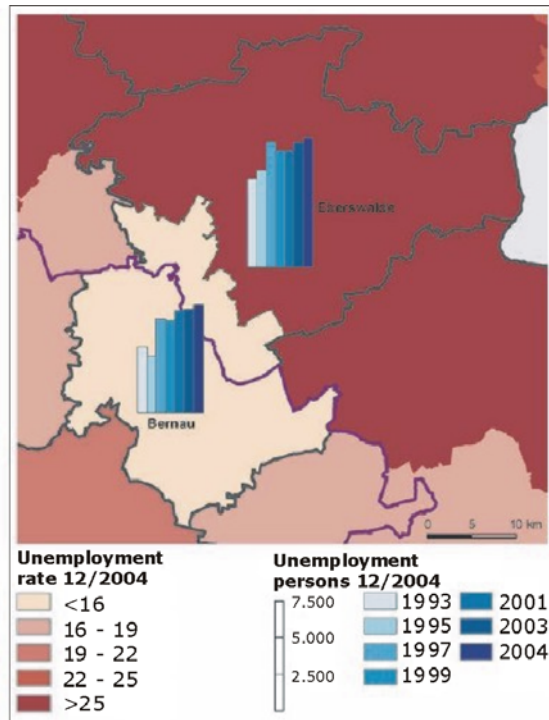 Eberswalde
Bernau
0 5 10 km
Unemployment
rate 12/2004
<16
16 - 19
19 - 22
22 - 25
>25
Unemployment
persons 12/2004
7.500
5.000
2.500
1993
1995
1997
1999
2001
2003
2004